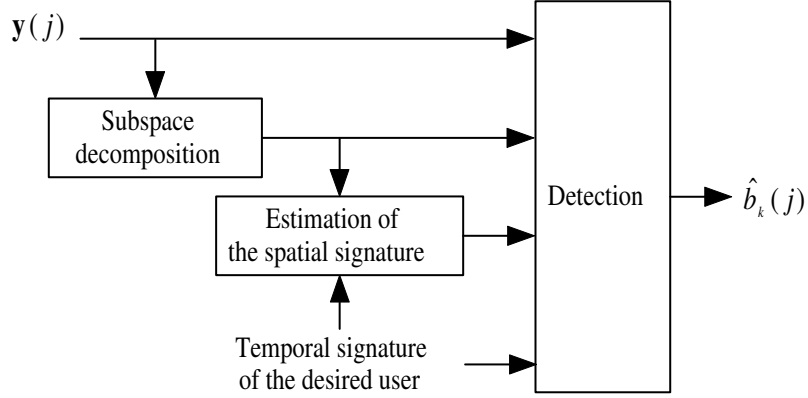 y(j)
Subspace
decomposition
Estimation of
the spatial signature
Detection
b̂ₖ(j)
Temporal signature
of the desired user